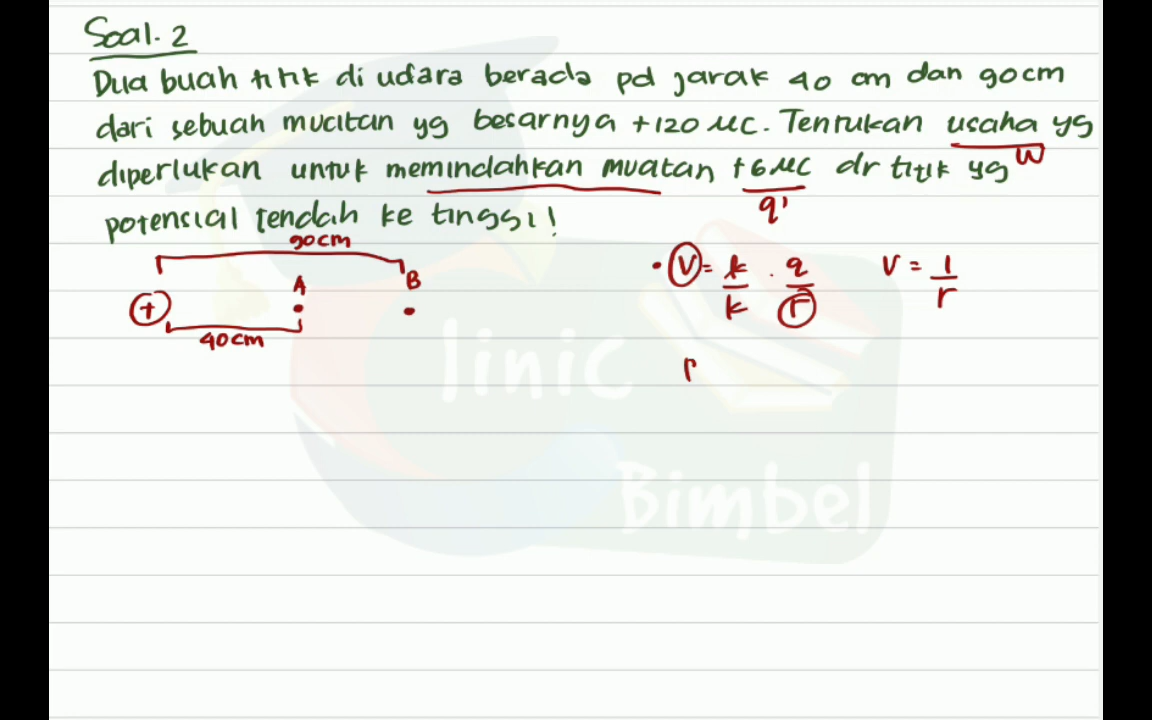 Soal. 2
Dua buah titik di udara berada pd jarak 40 cm dan 90cm
dari sebuah muatan yg besarnya +120 μC. Tentukan usaha yg
W
diperlukan untuk memindahkan muatan +6 μC dr titik yg
q'
potensial rendah ke tinggi!
90cm
A
B
+
40cm
• V = k/k . q/r
V = 1/r
linic
Bimbel